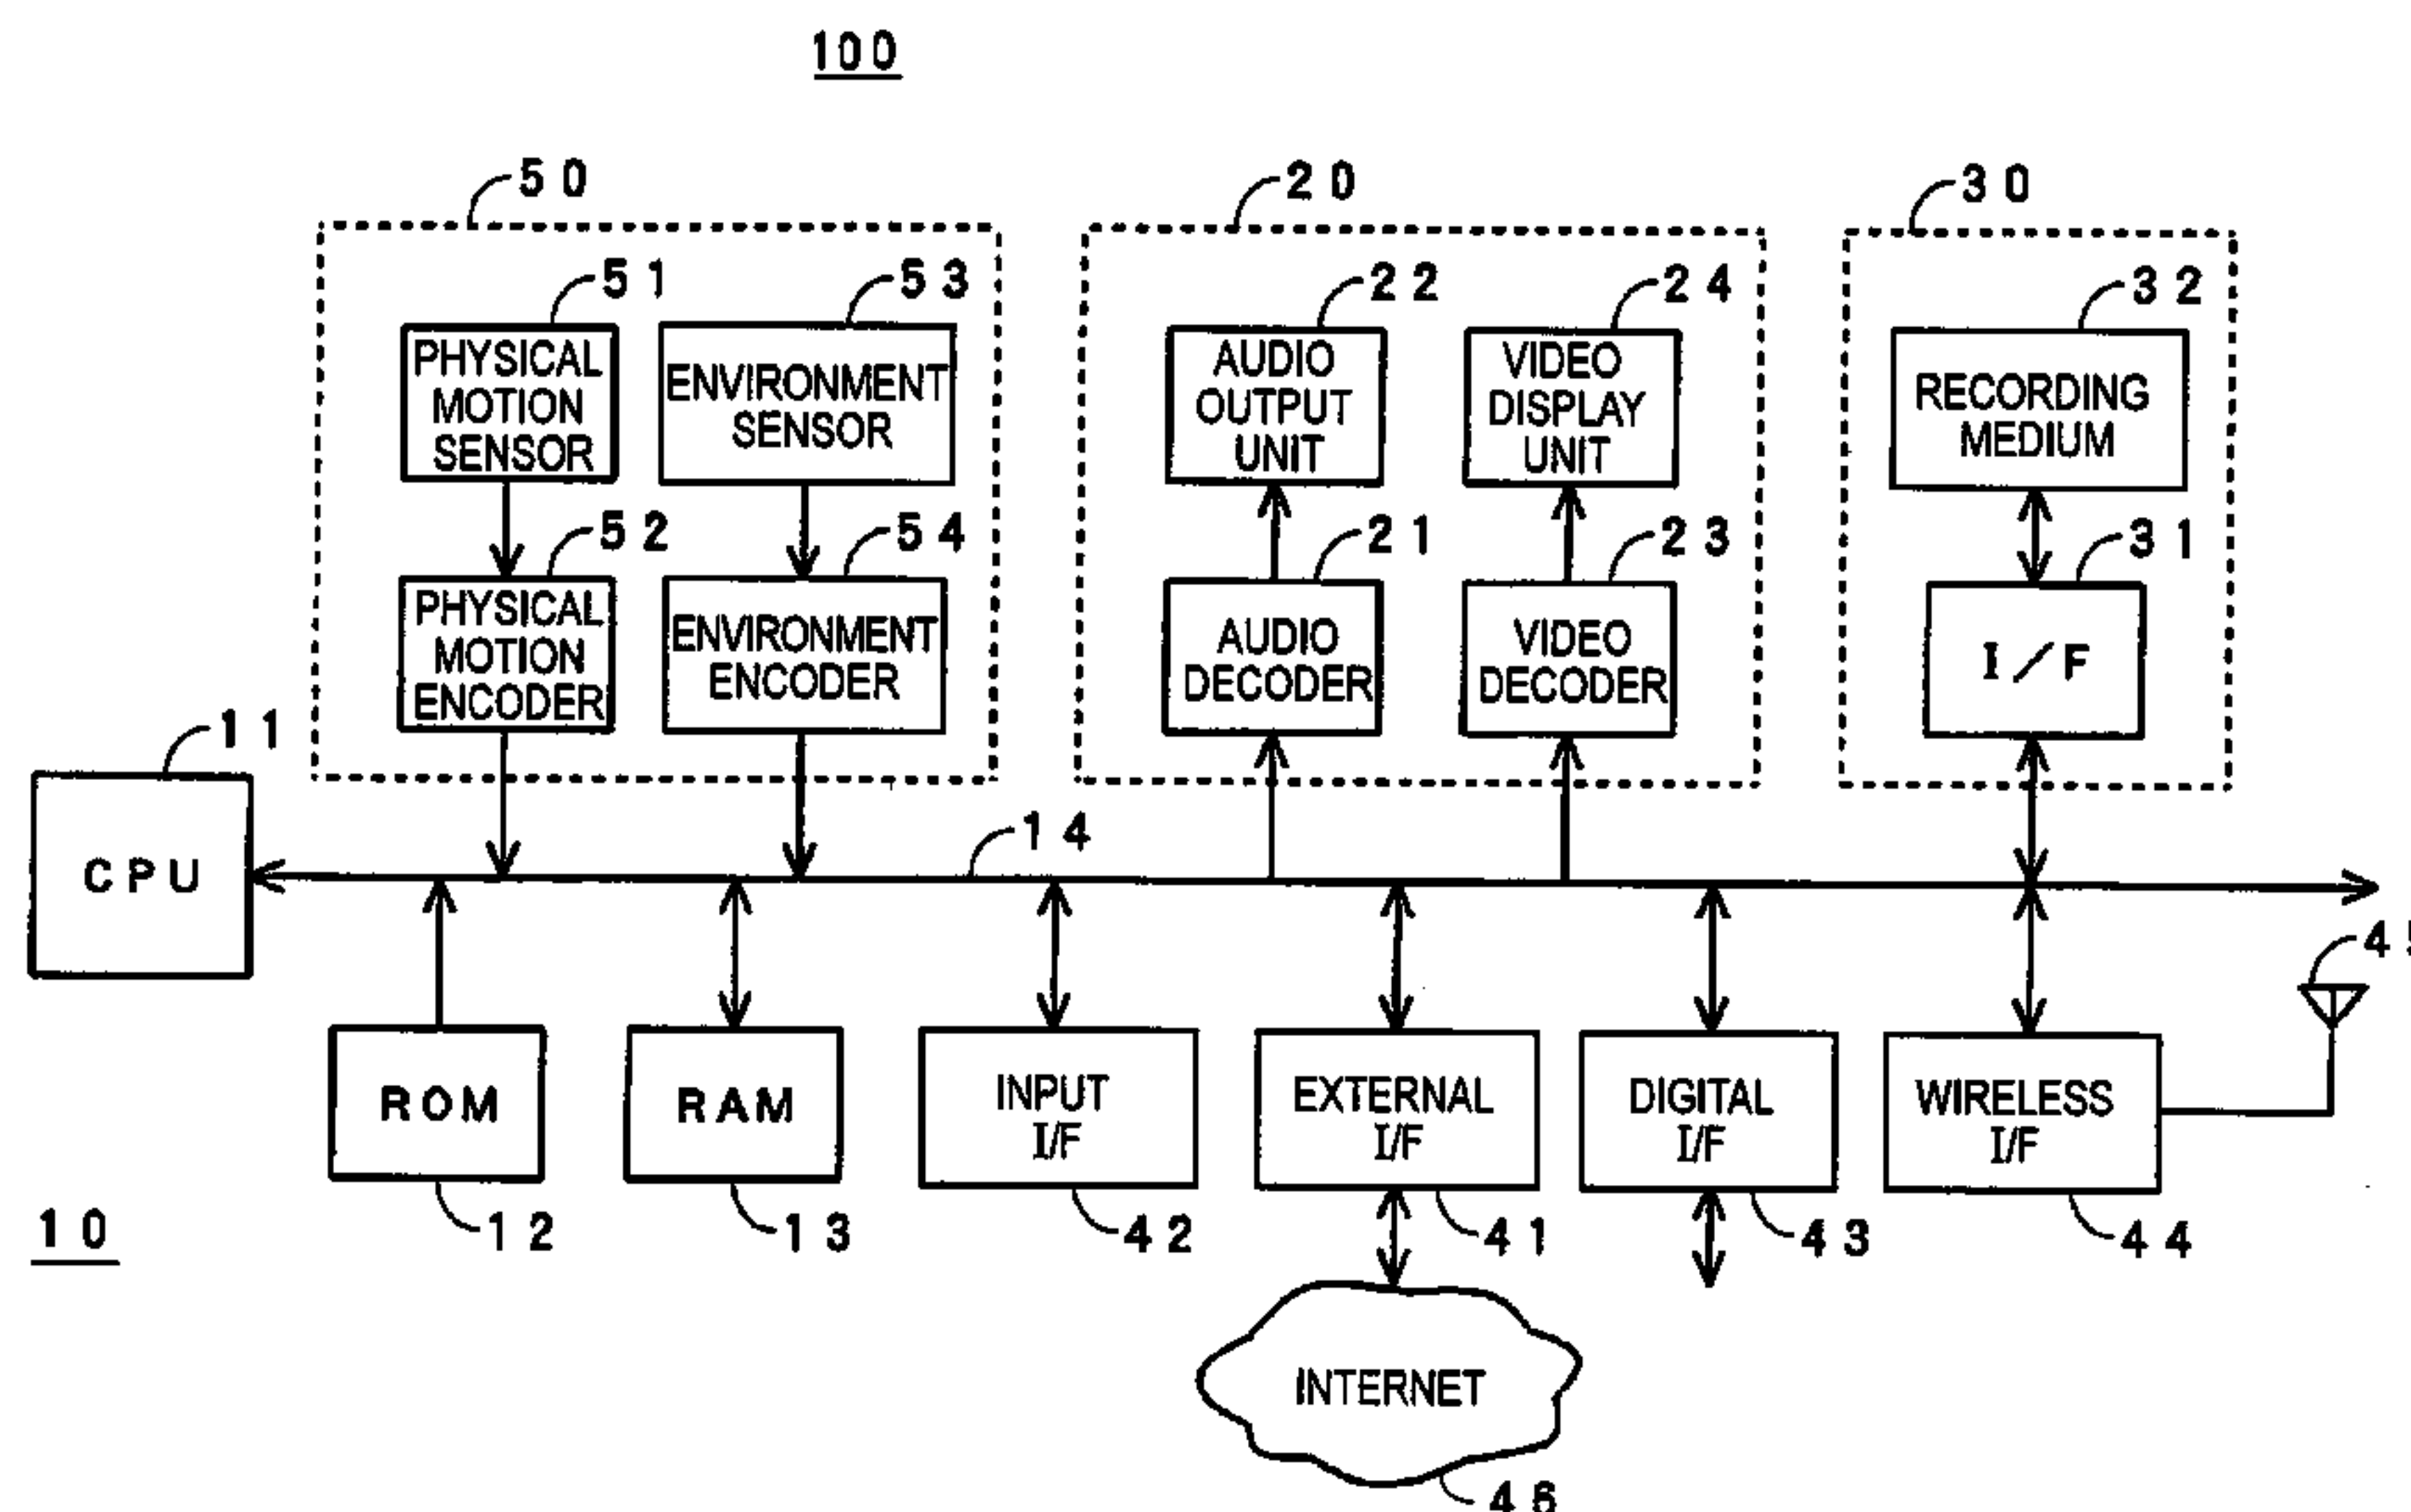 100
50
20
30
51
53
22
24
32
PHYSICAL
MOTION
SENSOR
ENVIRONMENT
SENSOR
AUDIO
OUTPUT
UNIT
VIDEO
DISPLAY
UNIT
RECORDING
MEDIUM
52
54
21
23
31
PHYSICAL
MOTION
ENCODER
ENVIRONMENT
ENCODER
AUDIO
DECODER
VIDEO
DECODER
I/F
11
CPU
14
45
ROM
RAM
INPUT
I/F
EXTERNAL
I/F
DIGITAL
I/F
WIRELESS
I/F
10
12
13
42
41
43
44
INTERNET
46